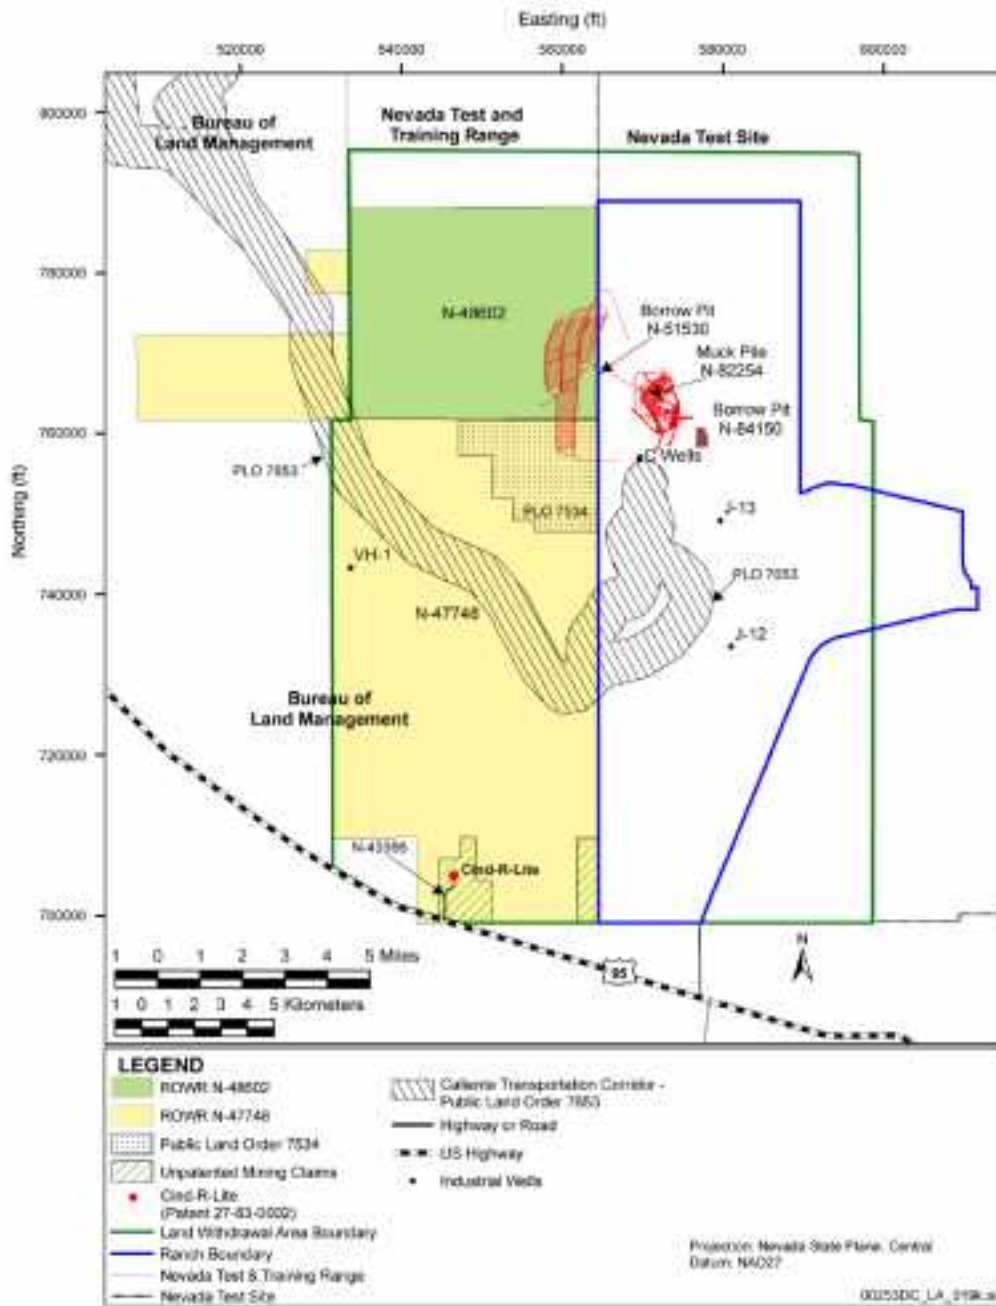 Easting (ft)
520000 540000 560000 580000 600000
Northing (ft)
800000
780000
760000
740000
720000
700000
Bureau of
Land Management
Nevada Test and
Training Range
Nevada Test Site
N-48602
Borrow Pit
N-51530
Muck Pile
N-82254
Borrow Pit
N-84150
C Wells
PLO 7653
PLO 7534
J-13
VH-1
PLO 7653
N-47748
J-12
Bureau of
Land Management
Cind-R-Lite
1 0 1 2 3 4 5 Miles
1 0 1 2 3 4 5 Kilometers
95
N
LEGEND
ROWR N-48602
ROWR N-47748
Public Land Order 7534
Unpatented Mining Claims
Cind-R-Lite
(Patent 27-83-0002)
Land Withdrawal Area Boundary
Ranch Boundary
Nevada Test & Training Range
Nevada Test Site
Caliente Transportation Corridor -
Public Land Order 7653
Highway or Road
US Highway
Industrial Wells
Projection: Nevada State Plane, Central
Datum: NAD27